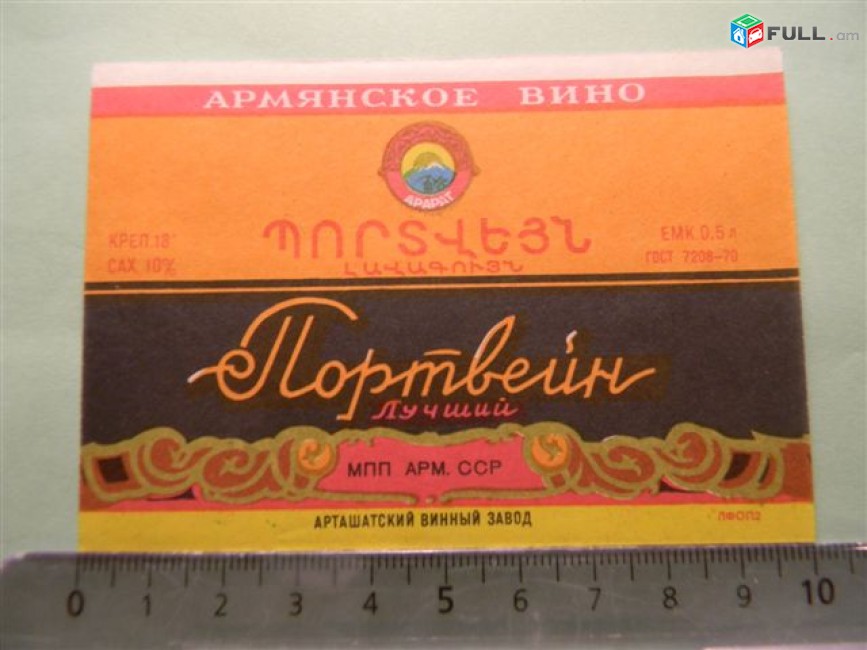 FULL.am
АРМЯНСКОЕ ВИНО
АРАРАТ
КРЕП. 18°
САХ. 10%
ՊՈՐՏՎԵՅՆ
ԼԱՎԱԳՈՒՅՆ
ЕМК. 0,5 л
ГОСТ 7208-70
Портвейн
Лучший
МПП АРМ. ССР
АРТАШАТСКИЙ ВИННЫЙ ЗАВОД
ЛФОП2
0 1 2 3 4 5 6 7 8 9 10